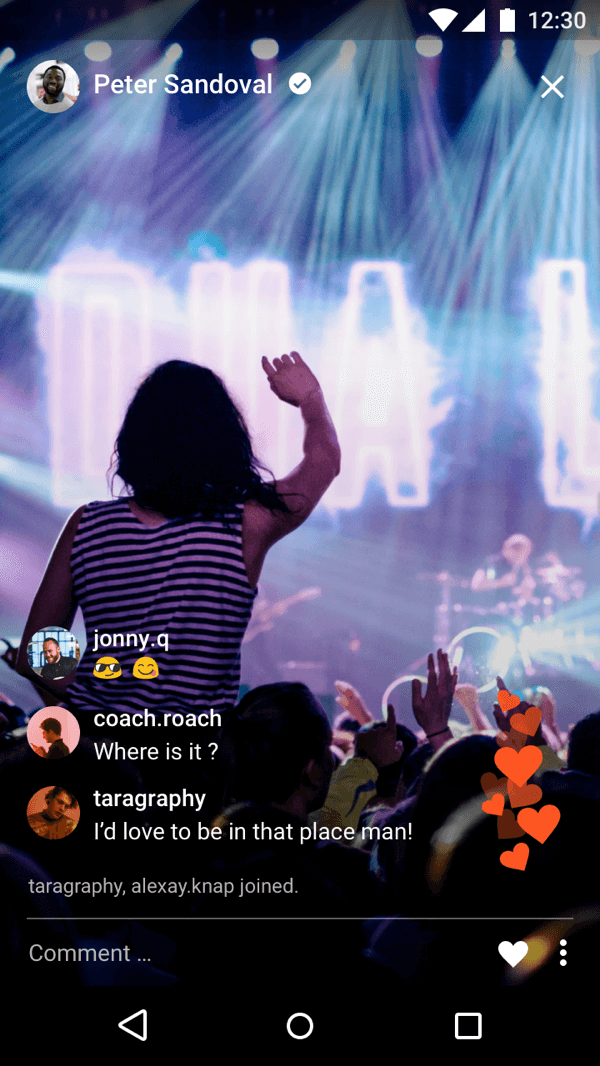 12:30
Peter Sandoval
DUA L
jonny.q
😎 😊
coach.roach
Where is it ?
taragraphy
I’d love to be in that place man!
taragraphy, alexay.knap joined.
Comment ...